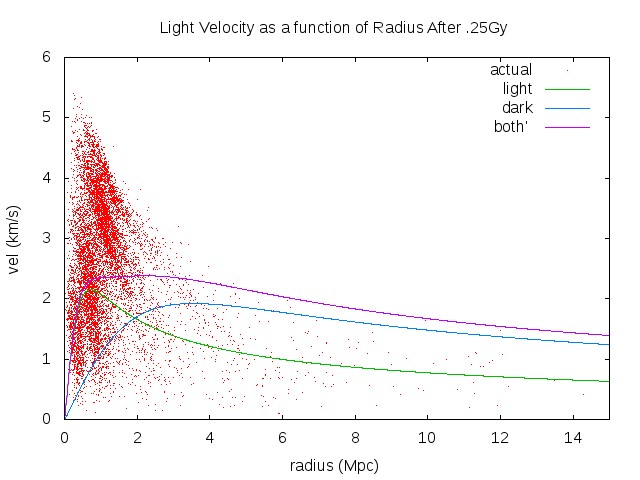 Light Velocity as a function of Radius After .25Gy
actual
light
dark
both'
vel (km/s)
6
5
4
3
2
1
0
0 2 4 6 8 10 12 14
radius (Mpc)